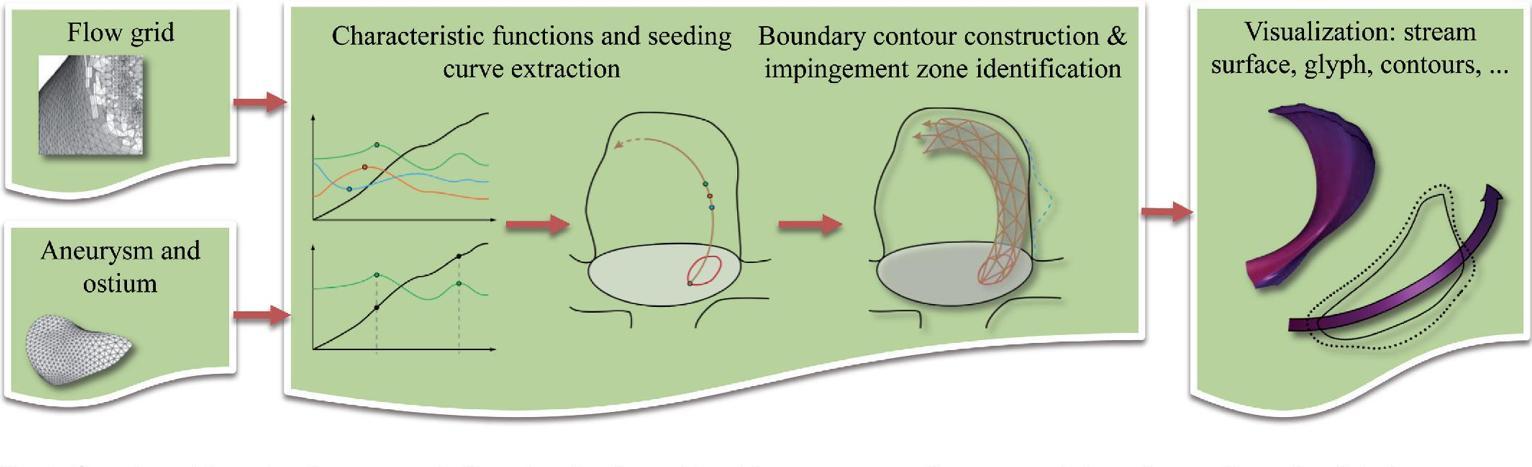 Flow grid
Aneurysm and
ostium
Characteristic functions and seeding
curve extraction
Boundary contour construction &
impingement zone identification
Visualization: stream
surface, glyph, contours, ...